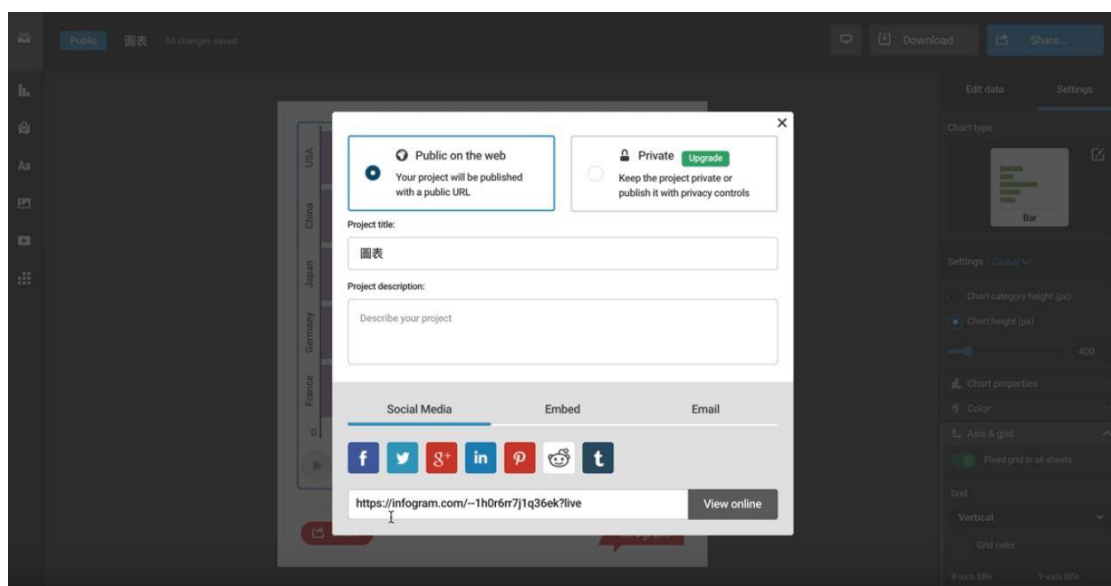 Public
圖表
All changes saved
Download
Share...
Edit data
Settings
Chart type
Bar
Settings : Global
Chart category height (px)
Chart height (px)
400
Chart properties
Color
Axis & grid
Fixed grid in all sheets
Grid
Vertical
Grid color
X-axis title
Y-axis title
Aa
USA
China
Japan
Germany
France
0
Public on the web
Your project will be published
with a public URL
Private
Upgrade
Keep the project private or
publish it with privacy controls
Project title:
圖表
Project description:
Describe your project
Social Media
Embed
Email
f
g+
in
t
https://infogram.com/--1h0r6rr7j1q36ek?live
View online